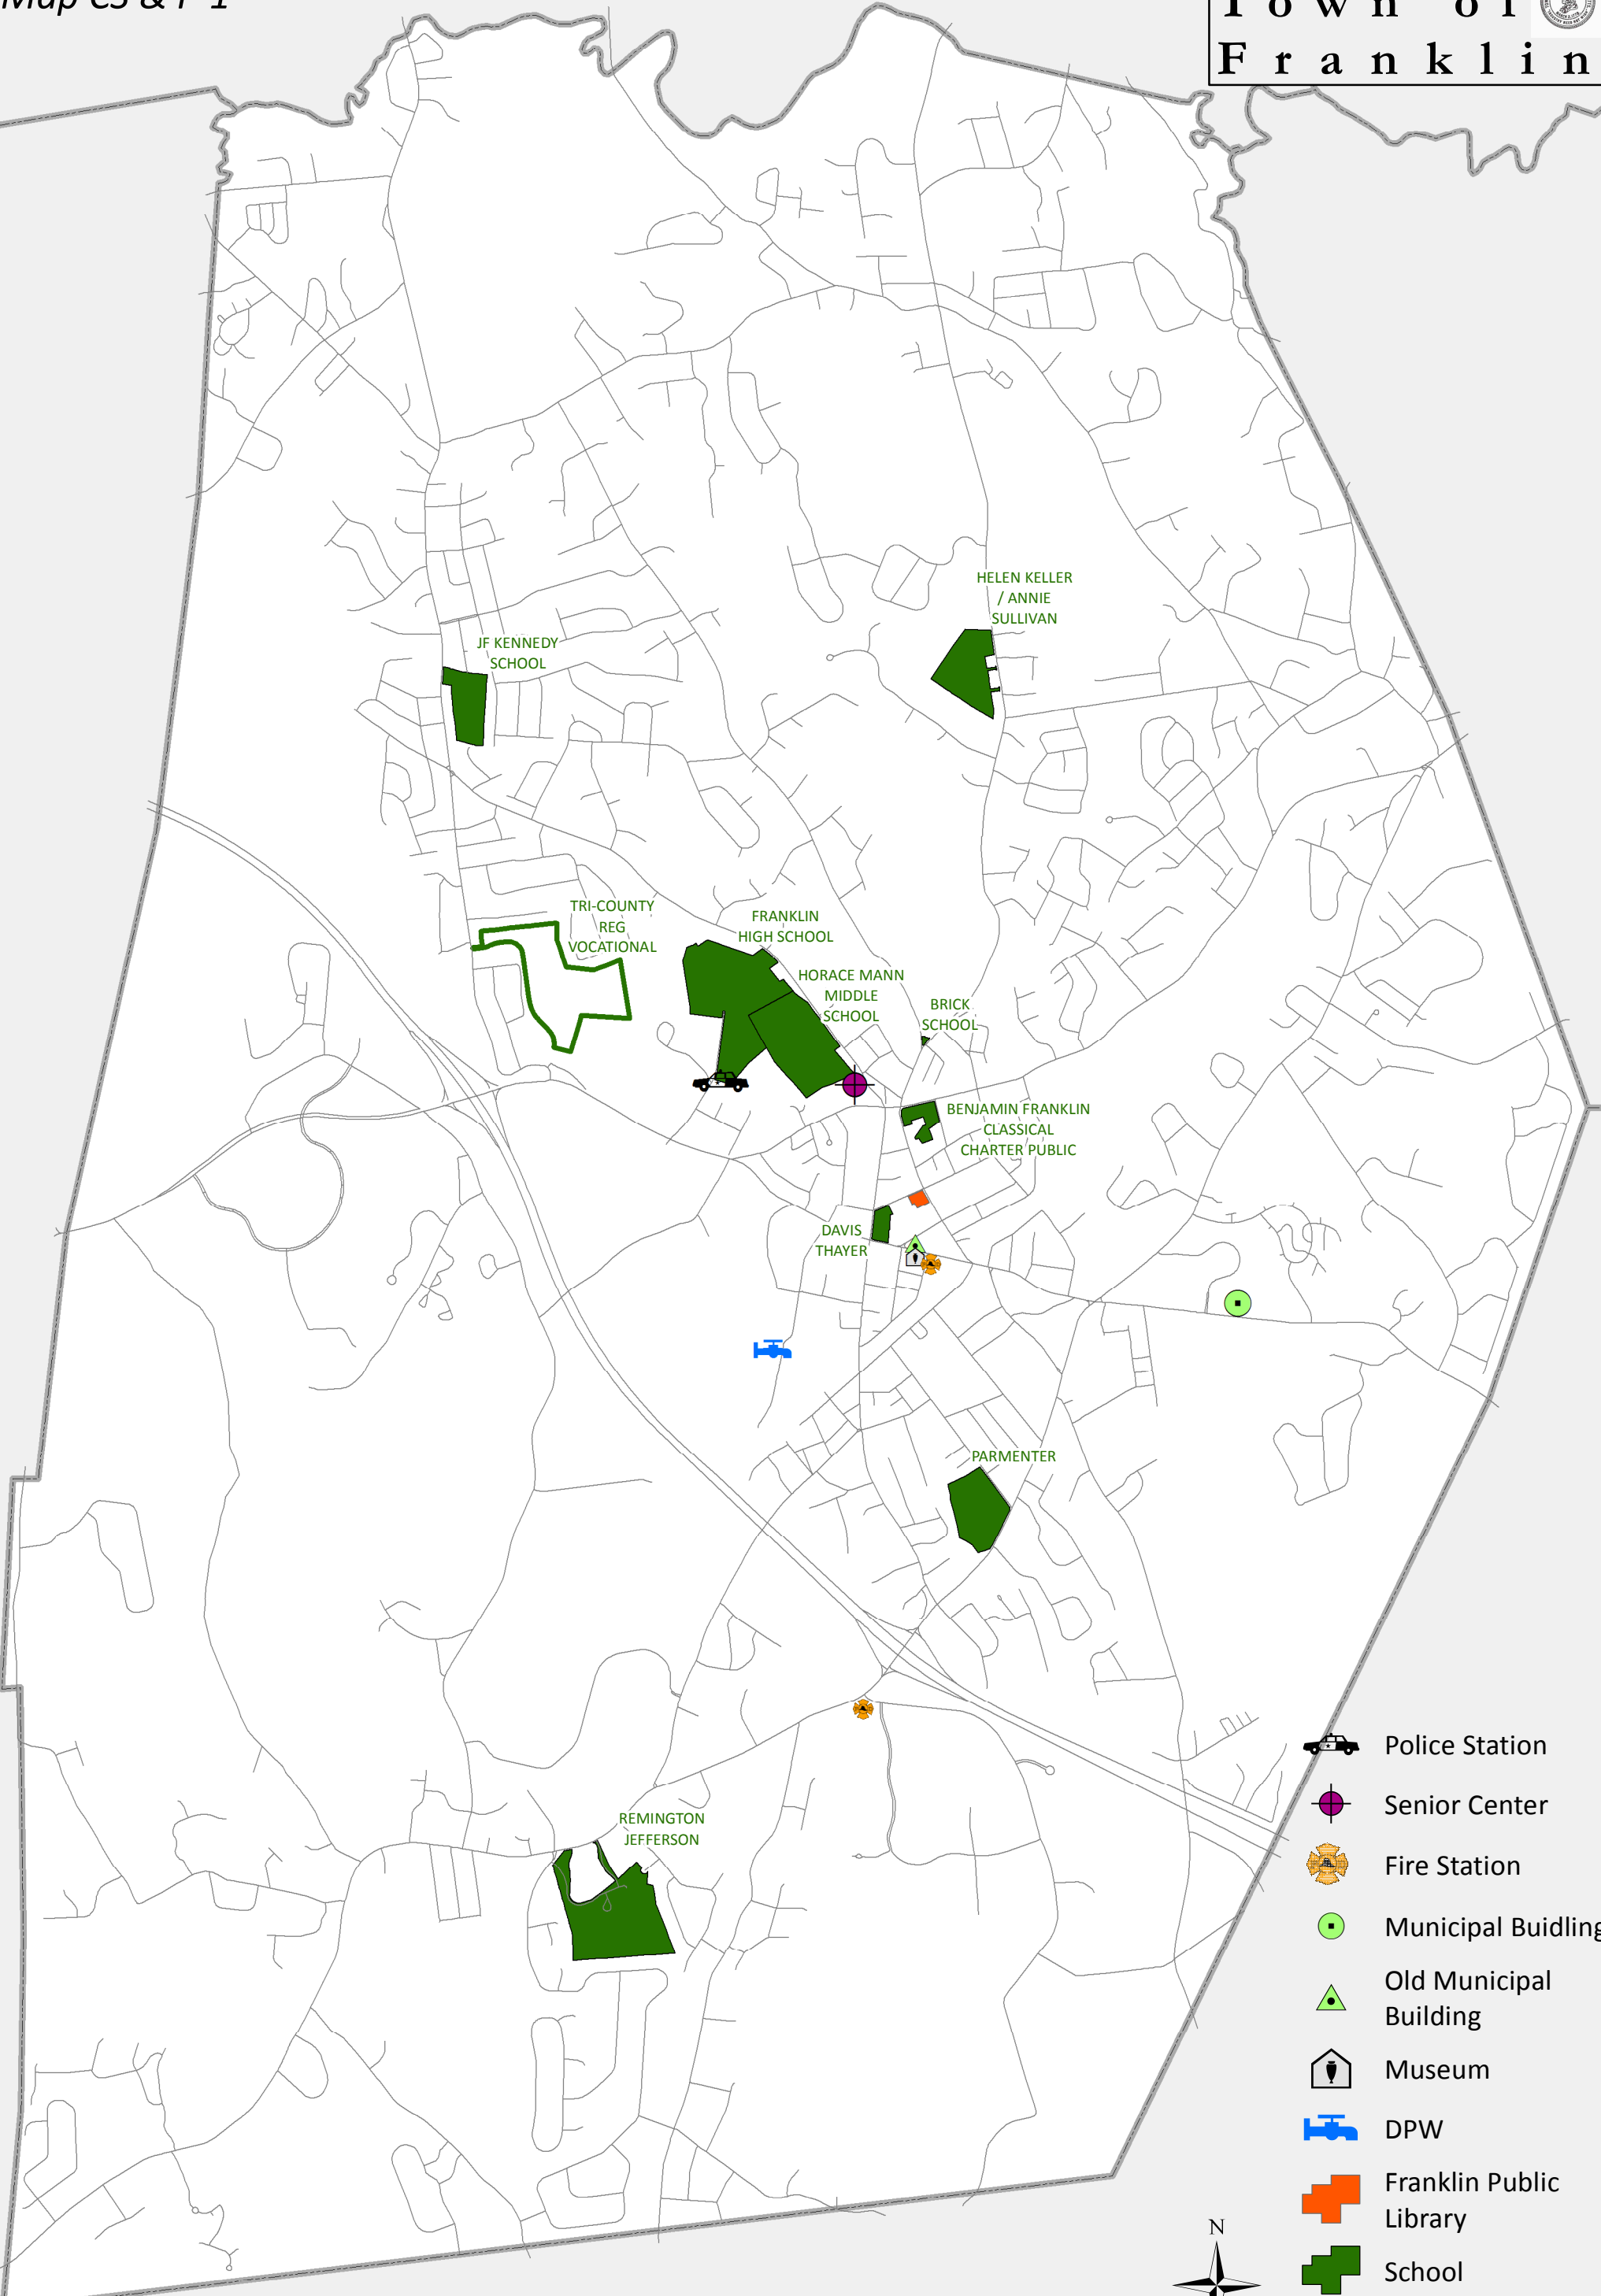 Map CS & F-1
Town of
Franklin
HELEN KELLER
/ ANNIE
SULLIVAN
JF KENNEDY
SCHOOL
TRI-COUNTY
REG
VOCATIONAL
FRANKLIN
HIGH SCHOOL
HORACE MANN
MIDDLE
SCHOOL
BRICK
SCHOOL
BENJAMIN FRANKLIN
CLASSICAL
CHARTER PUBLIC
DAVIS
THAYER
PARMENTER
REMINGTON
JEFFERSON
Police Station
Senior Center
Fire Station
Municipal Buidling
Old Municipal
Building
Museum
DPW
Franklin Public
Library
School
N